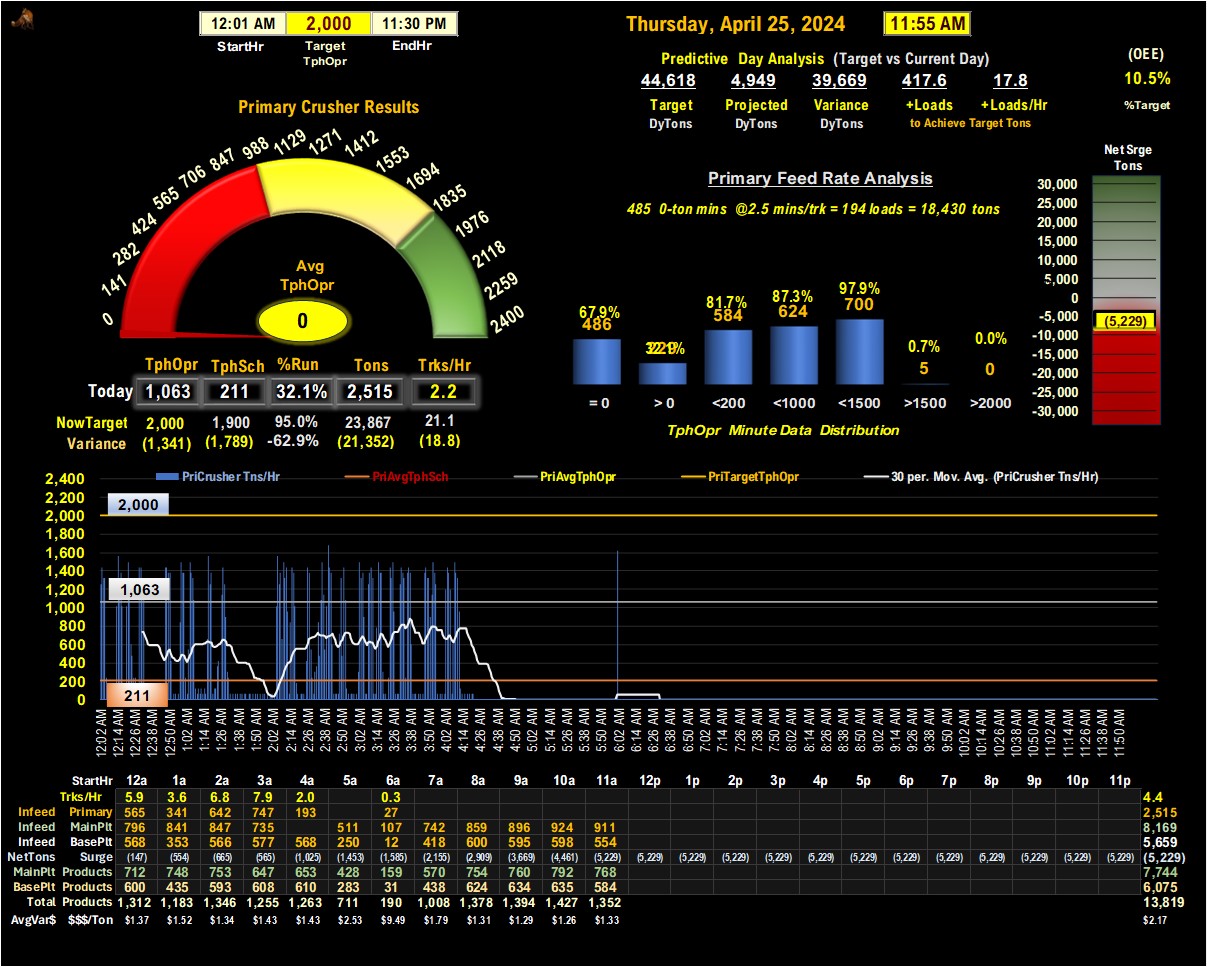 12:01 AM 2,000 11:30 PM
StartHr Target TphOpr EndHr
Thursday, April 25, 2024 11:55 AM
Predictive Day Analysis (Target vs Current Day)
44,618 4,949 39,669 417.6 17.8
Target Projected Variance +Loads +Loads/Hr
DyTons DyTons DyTons to Achieve Target Tons
(OEE)
10.5%
%Target
Primary Crusher Results
0 141 282 424 565 706 847 988 1129 1271 1412 1553 1694 1835 1976 2118 2259 2400
Avg
TphOpr
0
TphOpr TphSch %Run Tons Trks/Hr
Today 1,063 211 32.1% 2,515 2.2
NowTarget 2,000 1,900 95.0% 23,867 21.1
Variance (1,341) (1,789) -62.9% (21,352) (18.8)
Primary Feed Rate Analysis
485 0-ton mins @2.5 mins/trk = 194 loads = 18,430 tons
67.9% 81.7% 87.3% 97.9% 0.7% 0.0%
486 584 624 700 5 0
= 0 > 0 <200 <1000 <1500 >1500 >2000
TphOpr Minute Data Distribution
Net Srge
Tons
30,000
25,000
20,000
15,000
10,000
5,000
0
-5,000
(5,229)
-10,000
-15,000
-20,000
-25,000
-30,000
PriCrusher Tns/Hr PriAvgTphSch PriAvgTphOpr PriTargetTphOpr 30 per. Mov. Avg. (PriCrusher Tns/Hr)
2,400
2,200
2,000
1,800
1,600
1,400
1,200
1,000
800
600
400
200
0
2,000
1,063
211
12:02 AM 12:14 AM 12:26 AM 12:38 AM 12:50 AM 1:02 AM 1:14 AM 1:26 AM 1:38 AM 1:50 AM 2:02 AM 2:14 AM 2:26 AM 2:38 AM 2:50 AM 3:02 AM 3:14 AM 3:26 AM 3:38 AM 3:50 AM 4:02 AM 4:14 AM 4:26 AM 4:38 AM 4:50 AM 5:02 AM 5:14 AM 5:26 AM 5:38 AM 5:50 AM 6:02 AM 6:14 AM 6:26 AM 6:38 AM 6:50 AM 7:02 AM 7:14 AM 7:26 AM 7:38 AM 7:50 AM 8:02 AM 8:14 AM 8:26 AM 8:38 AM 8:50 AM 9:02 AM 9:14 AM 9:26 AM 9:38 AM 9:50 AM 10:02 AM 10:14 AM 10:26 AM 10:38 AM 10:50 AM 11:02 AM 11:14 AM 11:26 AM 11:38 AM 11:50 AM
StartHr 12a 1a 2a 3a 4a 5a 6a 7a 8a 9a 10a 11a 12p 1p 2p 3p 4p 5p 6p 7p 8p 9p 10p 11p
Trks/Hr 5.9 3.6 6.8 7.9 2.0 0.3 4.4
Infeed Primary 565 341 642 747 193 27 2,515
Infeed MainPlt 796 841 847 735 511 107 742 859 896 924 911 8,169
Infeed BasePlt 568 353 566 577 568 250 12 418 600 595 598 554 5,659
NetTons Surge (147) (554) (665) (565) (1,025) (1,453) (1,585) (2,155) (2,909) (3,669) (4,461) (5,229) (5,229) (5,229) (5,229) (5,229) (5,229) (5,229) (5,229) (5,229) (5,229) (5,229) (5,229) (5,229) (5,229)
MainPlt Products 712 748 753 647 653 428 159 570 754 760 792 768 7,744
BasePlt Products 600 435 593 608 610 283 31 438 624 634 635 584 6,075
Total Products 1,312 1,183 1,346 1,255 1,263 711 190 1,008 1,378 1,394 1,427 1,352 13,819
AvgVar$ $$$/Ton $1.37 $1.52 $1.34 $1.43 $1.43 $2.53 $9.49 $1.79 $1.31 $1.29 $1.26 $1.33 $2.17